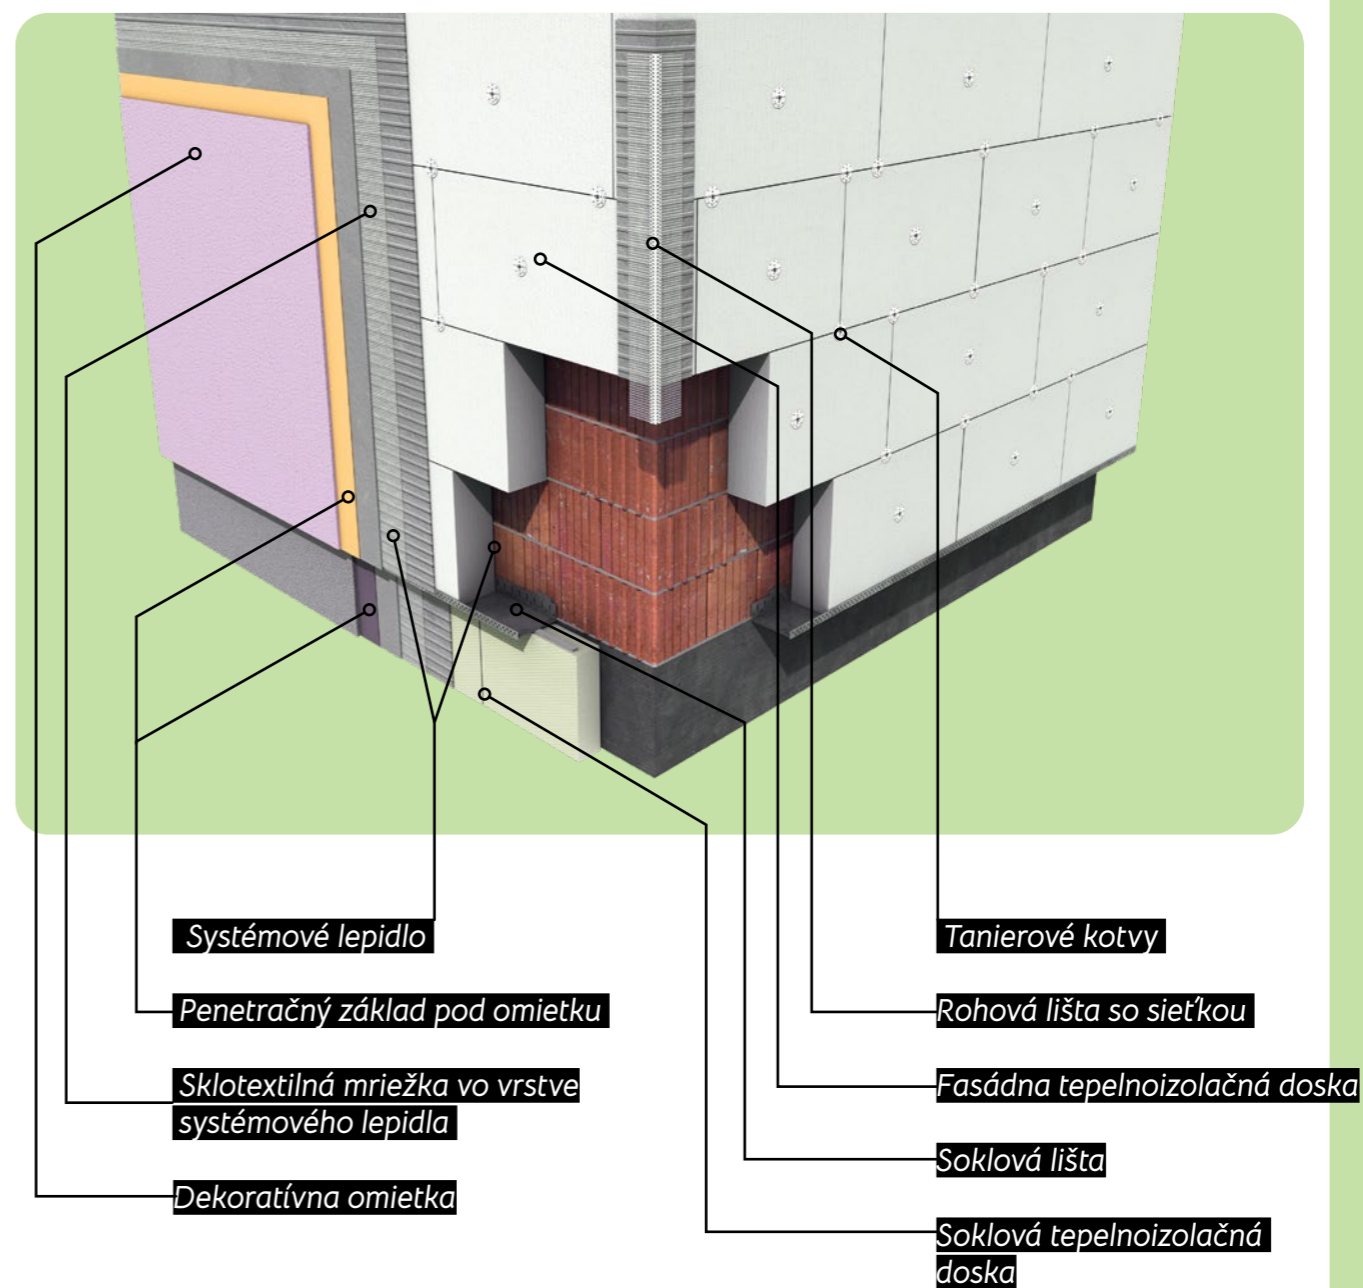 Systémové lepidlo
Penetračný základ pod omietku
Sklotextilná mriežka vo vrstve
systémového lepidla
Dekoratívna omietka
Tanierové kotvy
Rohová lišta so sieťkou
Fasádna tepelnoizolačná doska
Soklová lišta
Soklová tepelnoizolačná
doska